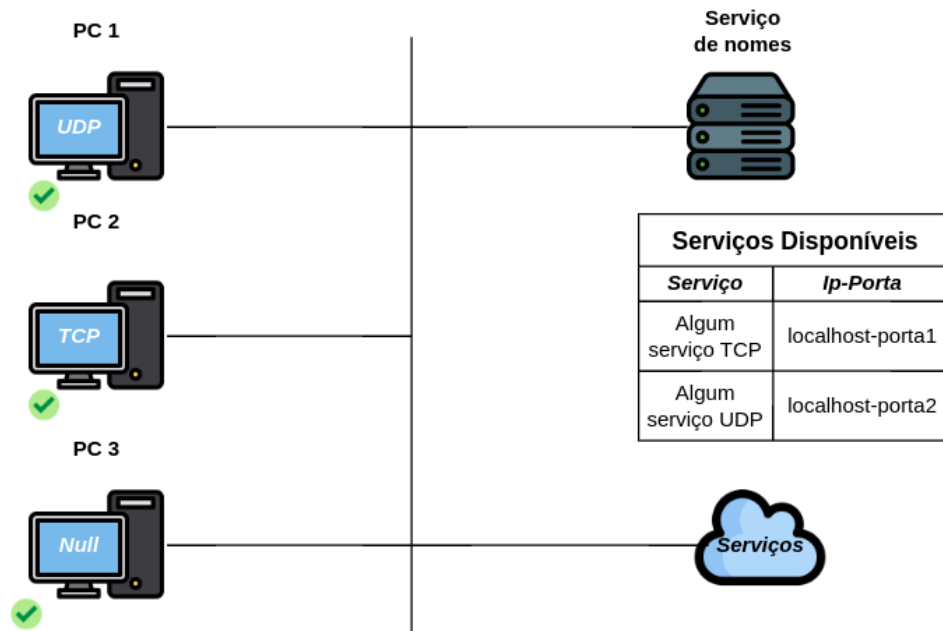 PC 1
UDP
PC 2
TCP
PC 3
Null
Serviço
de nomes
Serviços Disponíveis
Serviço Ip-Porta
Algum
serviço TCP
localhost-porta1
Algum
serviço UDP
localhost-porta2
Serviços